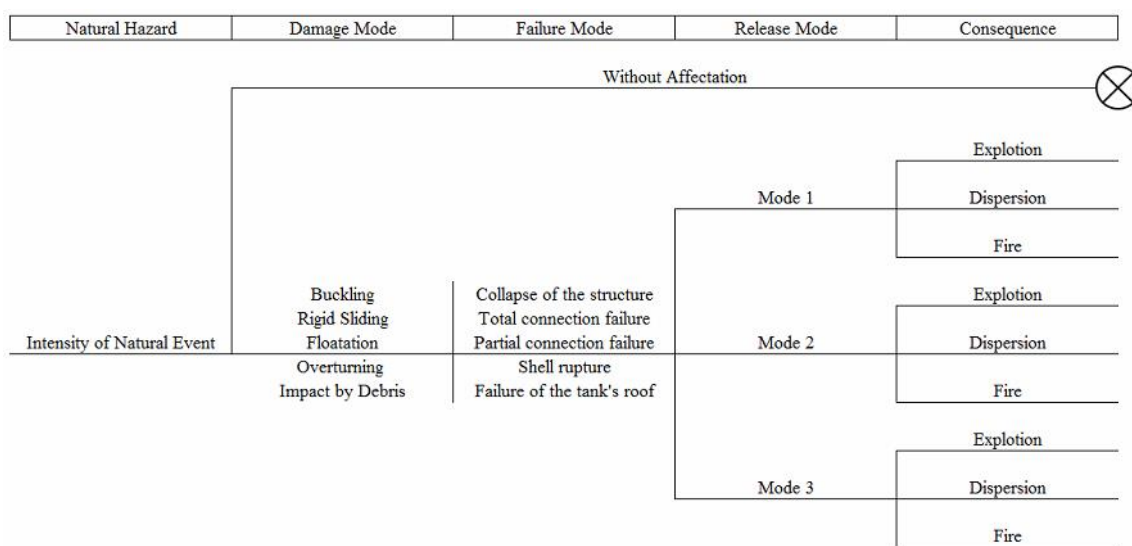 Natural Hazard Damage Mode Failure Mode Release Mode Consequence
Without Affectation
Explotion
Mode 1 Dispersion
Fire
Buckling Collapse of the structure Explotion
Rigid Sliding Total connection failure
Intensity of Natural Event Floatation Partial connection failure Mode 2 Dispersion
Overturning Shell rupture
Impact by Debris Failure of the tank's roof Fire
Explotion
Mode 3 Dispersion
Fire